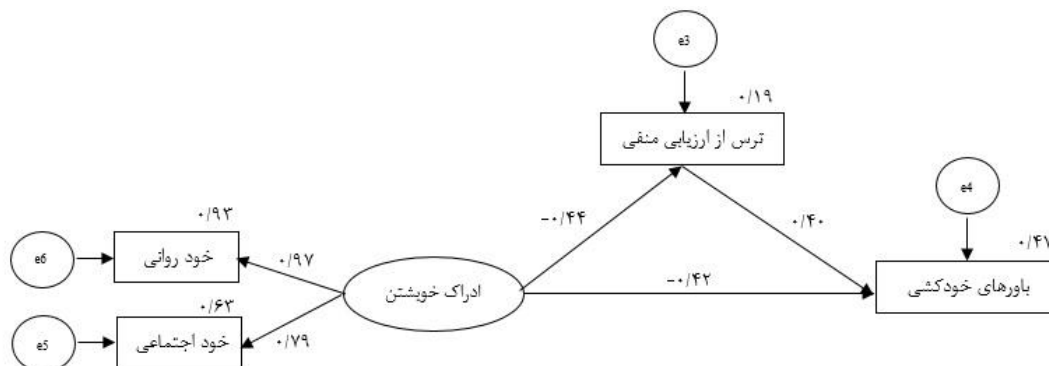 e3
۰/۱۹
ترس از ارزیابی منفی
e4
-۰/۴۴
۰/۴۰
۰/۴۷
۰/۹۳
e6
خود روانی
۰/۹۷
ادراک خویشتن
-۰/۴۲
باورهای خودکشی
۰/۶۳
e5
خود اجتماعی
۰/۷۹